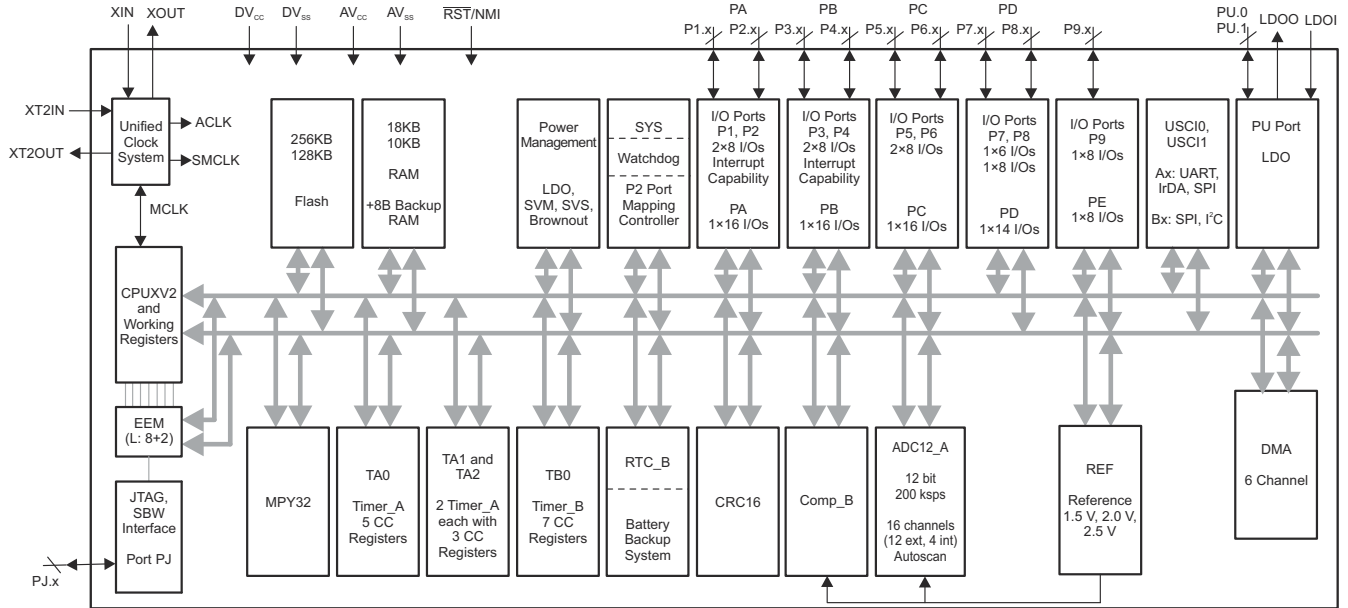 XIN
XOUT
DVCC
DVSS
AVCC
AVSS
RST/NMI
PA
P1.x
P2.x
PB
P3.x
P4.x
PC
P5.x
P6.x
PD
P7.x
P8.x
P9.x
PU.0
PU.1
LDOO
LDOI
XT2IN
XT2OUT
Unified
Clock
System
ACLK
SMCLK
MCLK
256KB
128KB
Flash
18KB
10KB
RAM
+8B Backup
RAM
Power
Management
LDO,
SVM, SVS,
Brownout
SYS
Watchdog
P2 Port
Mapping
Controller
I/O Ports
P1, P2
2×8 I/Os
Interrupt
Capability
PA
1×16 I/Os
I/O Ports
P3, P4
2×8 I/Os
Interrupt
Capability
PB
1×16 I/Os
I/O Ports
P5, P6
2×8 I/Os
PC
1×16 I/Os
I/O Ports
P7, P8
1×6 I/Os
1×8 I/Os
PD
1×14 I/Os
I/O Ports
P9
1×8 I/Os
PE
1×8 I/Os
USCI0,
USCI1
Ax: UART,
IrDA, SPI
Bx: SPI, I²C
PU Port
LDO
CPUXV2
and
Working
Registers
EEM
(L: 8+2)
JTAG,
SBW
Interface
Port PJ
PJ.x
MPY32
TA0
Timer_A
5 CC
Registers
TA1 and
TA2
2 Timer_A
each with
3 CC
Registers
TB0
Timer_B
7 CC
Registers
RTC_B
Battery
Backup
System
CRC16
Comp_B
ADC12_A
12 bit
200 ksps
16 channels
(12 ext, 4 int)
Autoscan
REF
Reference
1.5 V, 2.0 V,
2.5 V
DMA
6 Channel